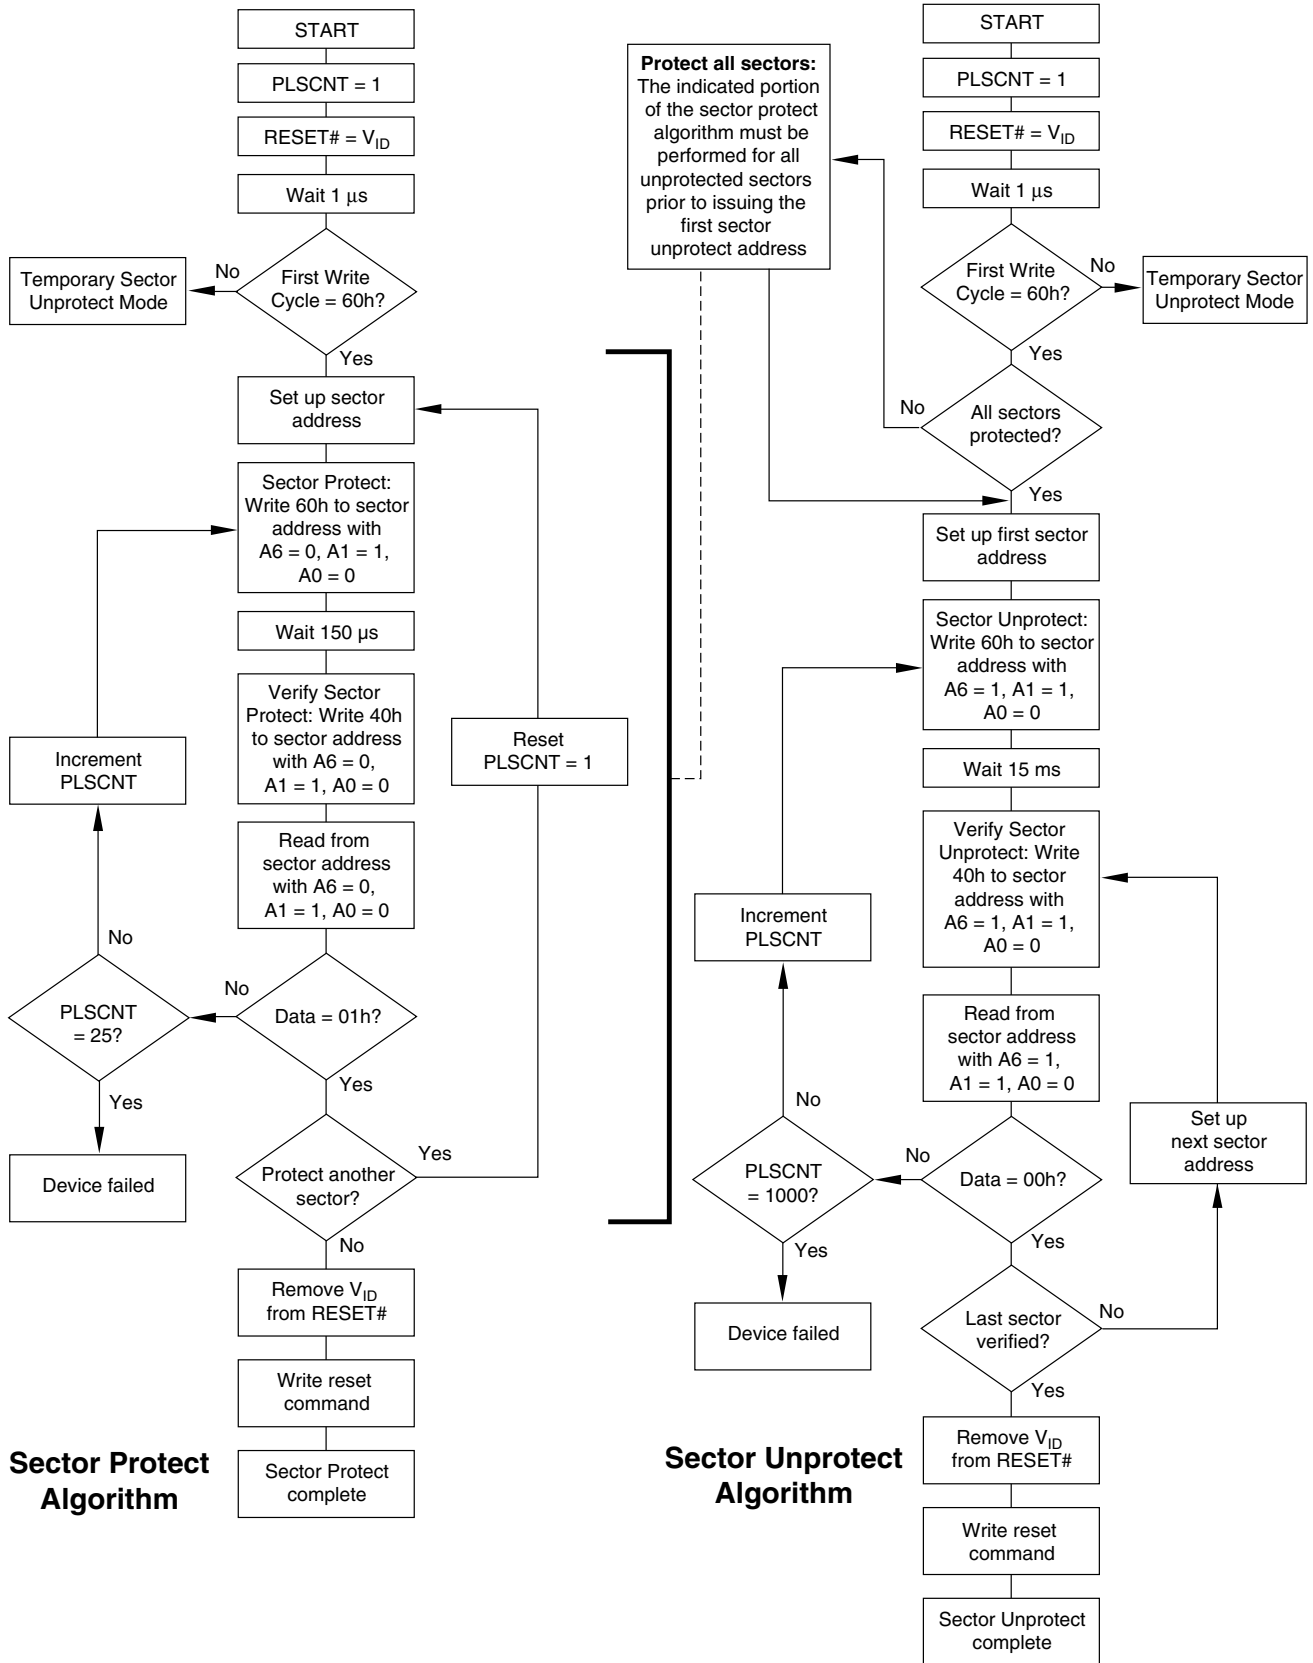 START
PLSCNT = 1
RESET# = VID
Wait 1 μs
First Write
Cycle = 60h?
No
Temporary Sector
Unprotect Mode
Yes
Set up sector
address
Sector Protect:
Write 60h to sector
address with
A6 = 0, A1 = 1,
A0 = 0
Wait 150 µs
Verify Sector
Protect: Write 40h
to sector address
with A6 = 0,
A1 = 1, A0 = 0
Reset
PLSCNT = 1
Increment
PLSCNT
Read from
sector address
with A6 = 0,
A1 = 1, A0 = 0
No
PLSCNT
= 25?
No
Data = 01h?
Yes
Yes
Device failed
Protect another
sector?
Yes
No
Remove VID
from RESET#
Write reset
command
Sector Protect
complete
Sector Protect
Algorithm
Protect all sectors:
The indicated portion
of the sector protect
algorithm must be
performed for all
unprotected sectors
prior to issuing the
first sector
unprotect address
START
PLSCNT = 1
RESET# = VID
Wait 1 μs
First Write
Cycle = 60h?
No
Temporary Sector
Unprotect Mode
Yes
No
All sectors
protected?
Yes
Set up first sector
address
Sector Unprotect:
Write 60h to sector
address with
A6 = 1, A1 = 1,
A0 = 0
Wait 15 ms
Verify Sector
Unprotect: Write
40h to sector
address with
A6 = 1, A1 = 1,
A0 = 0
Increment
PLSCNT
Read from
sector address
with A6 = 1,
A1 = 1, A0 = 0
No
PLSCNT
= 1000?
No
Data = 00h?
Set up
next sector
address
Yes
Yes
Device failed
Last sector
verified?
No
Yes
Remove VID
from RESET#
Write reset
command
Sector Unprotect
complete
Sector Unprotect
Algorithm